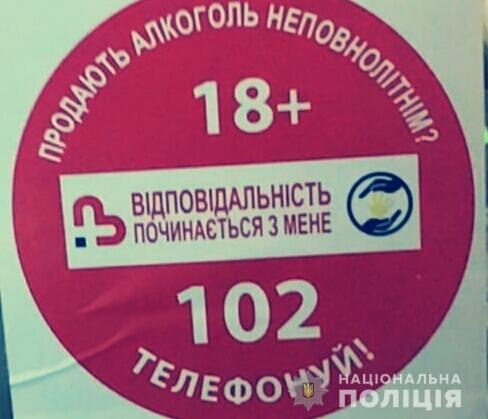 ПРОДАЮТЬ АЛКОГОЛЬ НЕПОВНОЛІТНІМ?
18+
ВІДПОВІДАЛЬНІСТЬ
ПОЧИНАЄТЬСЯ З МЕНЕ
102
ТЕЛЕФОНУЙ!
НАЦІОНАЛЬНА
ПОЛІЦІЯ